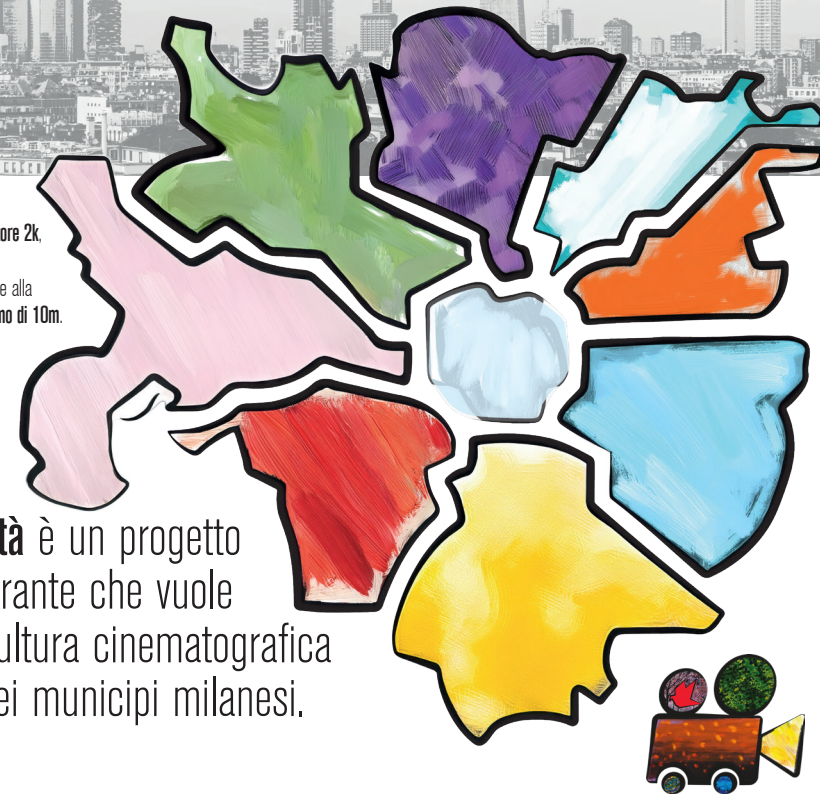 ore 2k,
e alla
no di 10m.
tà è un progetto
rante che vuole
ultura cinematografica
ei municipi milanesi.